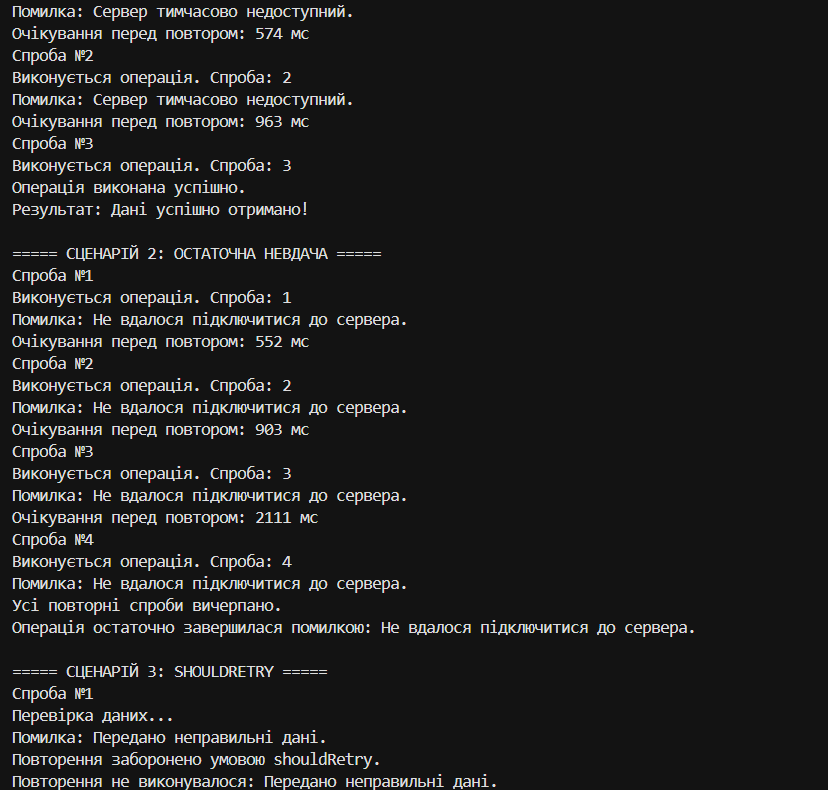 Помилка: Сервер тимчасово недоступний.
Очікування перед повтором: 574 мс
Спроба №2
Виконується операція. Спроба: 2
Помилка: Сервер тимчасово недоступний.
Очікування перед повтором: 963 мс
Спроба №3
Виконується операція. Спроба: 3
Операція виконана успішно.
Результат: Дані успішно отримано!
===== СЦЕНАРІЙ 2: ОСТАТОЧНА НЕВДАЧА =====
Спроба №1
Виконується операція. Спроба: 1
Помилка: Не вдалося підключитися до сервера.
Очікування перед повтором: 552 мс
Спроба №2
Виконується операція. Спроба: 2
Помилка: Не вдалося підключитися до сервера.
Очікування перед повтором: 903 мс
Спроба №3
Виконується операція. Спроба: 3
Помилка: Не вдалося підключитися до сервера.
Очікування перед повтором: 2111 мс
Спроба №4
Виконується операція. Спроба: 4
Помилка: Не вдалося підключитися до сервера.
Усі повторні спроби вичерпано.
Операція остаточно завершилася помилкою: Не вдалося підключитися до сервера.
===== СЦЕНАРІЙ 3: SHOULDRETRY =====
Спроба №1
Перевірка даних...
Помилка: Передано неправильні дані.
Повторення заборонено умовою shouldRetry.
Повторення не виконувалося: Передано неправильні дані.